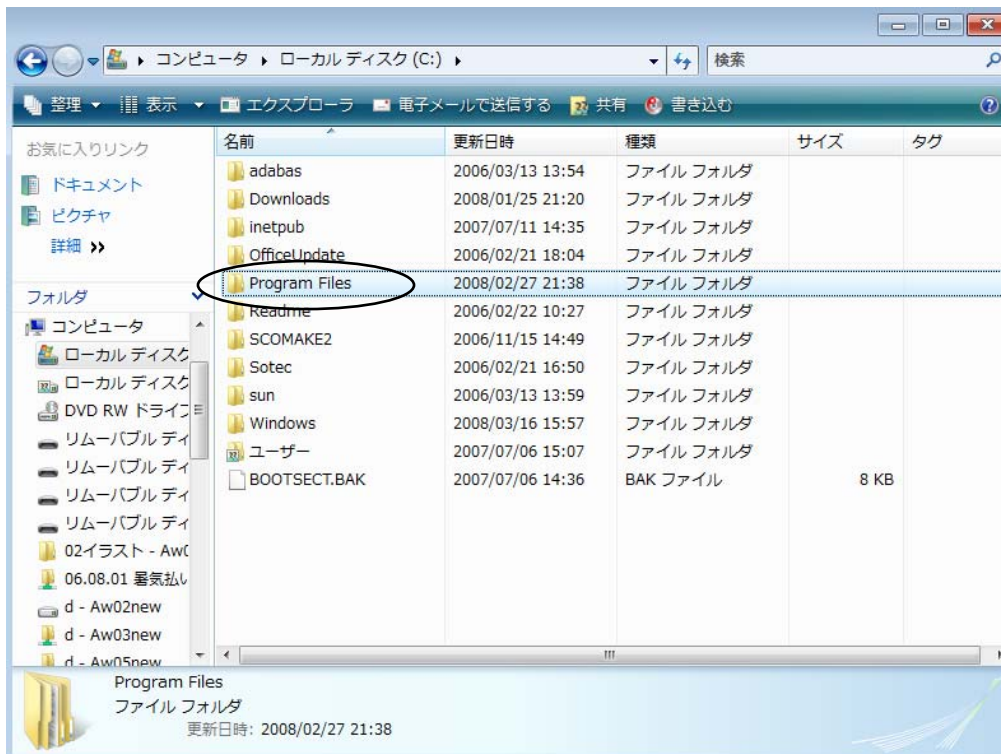 コンピュータ ローカル ディスク (C:) 検索
整理 表示 エクスプローラ 電子メールで送信する 共有 書き込む
お気に入りリンク
ドキュメント
ピクチャ
詳細 »
フォルダ
コンピュータ
ローカル ディスク
ローカル ディスク
DVD RW ドライブ
リムーバブル ディ
リムーバブル ディ
リムーバブル ディ
リムーバブル ディ
02イラスト - Aw0
06.08.01 暑気払い
d - Aw02new
d - Aw03new
d - Aw05new
名前 更新日時 種類 サイズ タグ
adabas 2006/03/13 13:54 ファイル フォルダ
Downloads 2008/01/25 21:20 ファイル フォルダ
inetpub 2007/07/11 14:35 ファイル フォルダ
OfficeUpdate 2006/02/21 18:04 ファイル フォルダ
Program Files 2008/02/27 21:38 ファイル フォルダ
Readme 2006/02/22 10:27 ファイル フォルダ
SCOMAKE2 2006/11/15 14:49 ファイル フォルダ
Sotec 2006/02/21 16:50 ファイル フォルダ
sun 2006/03/13 13:59 ファイル フォルダ
Windows 2008/03/16 15:57 ファイル フォルダ
ユーザー 2007/07/06 15:07 ファイル フォルダ
BOOTSECT.BAK 2007/07/06 14:36 BAK ファイル 8 KB
Program Files
ファイル フォルダ
更新日時: 2008/02/27 21:38